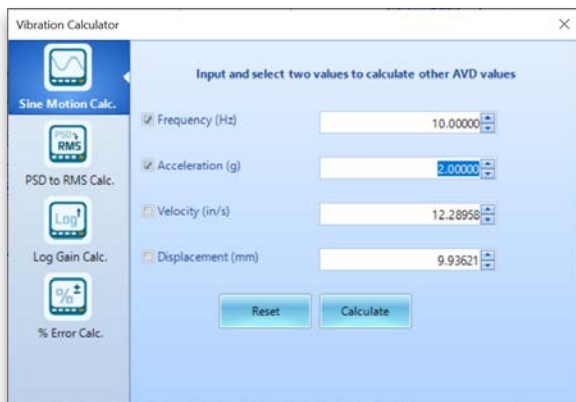 Vibration Calculator
Sine Motion Calc.
PSD
RMS
PSD to RMS Calc.
Log
Log Gain Calc.
%±
% Error Calc.
Input and select two values to calculate other AVD values
Frequency (Hz) 10.00000
Acceleration (g) 2.00000
Velocity (in/s) 12.28958
Displacement (mm) 9.93621
Reset Calculate